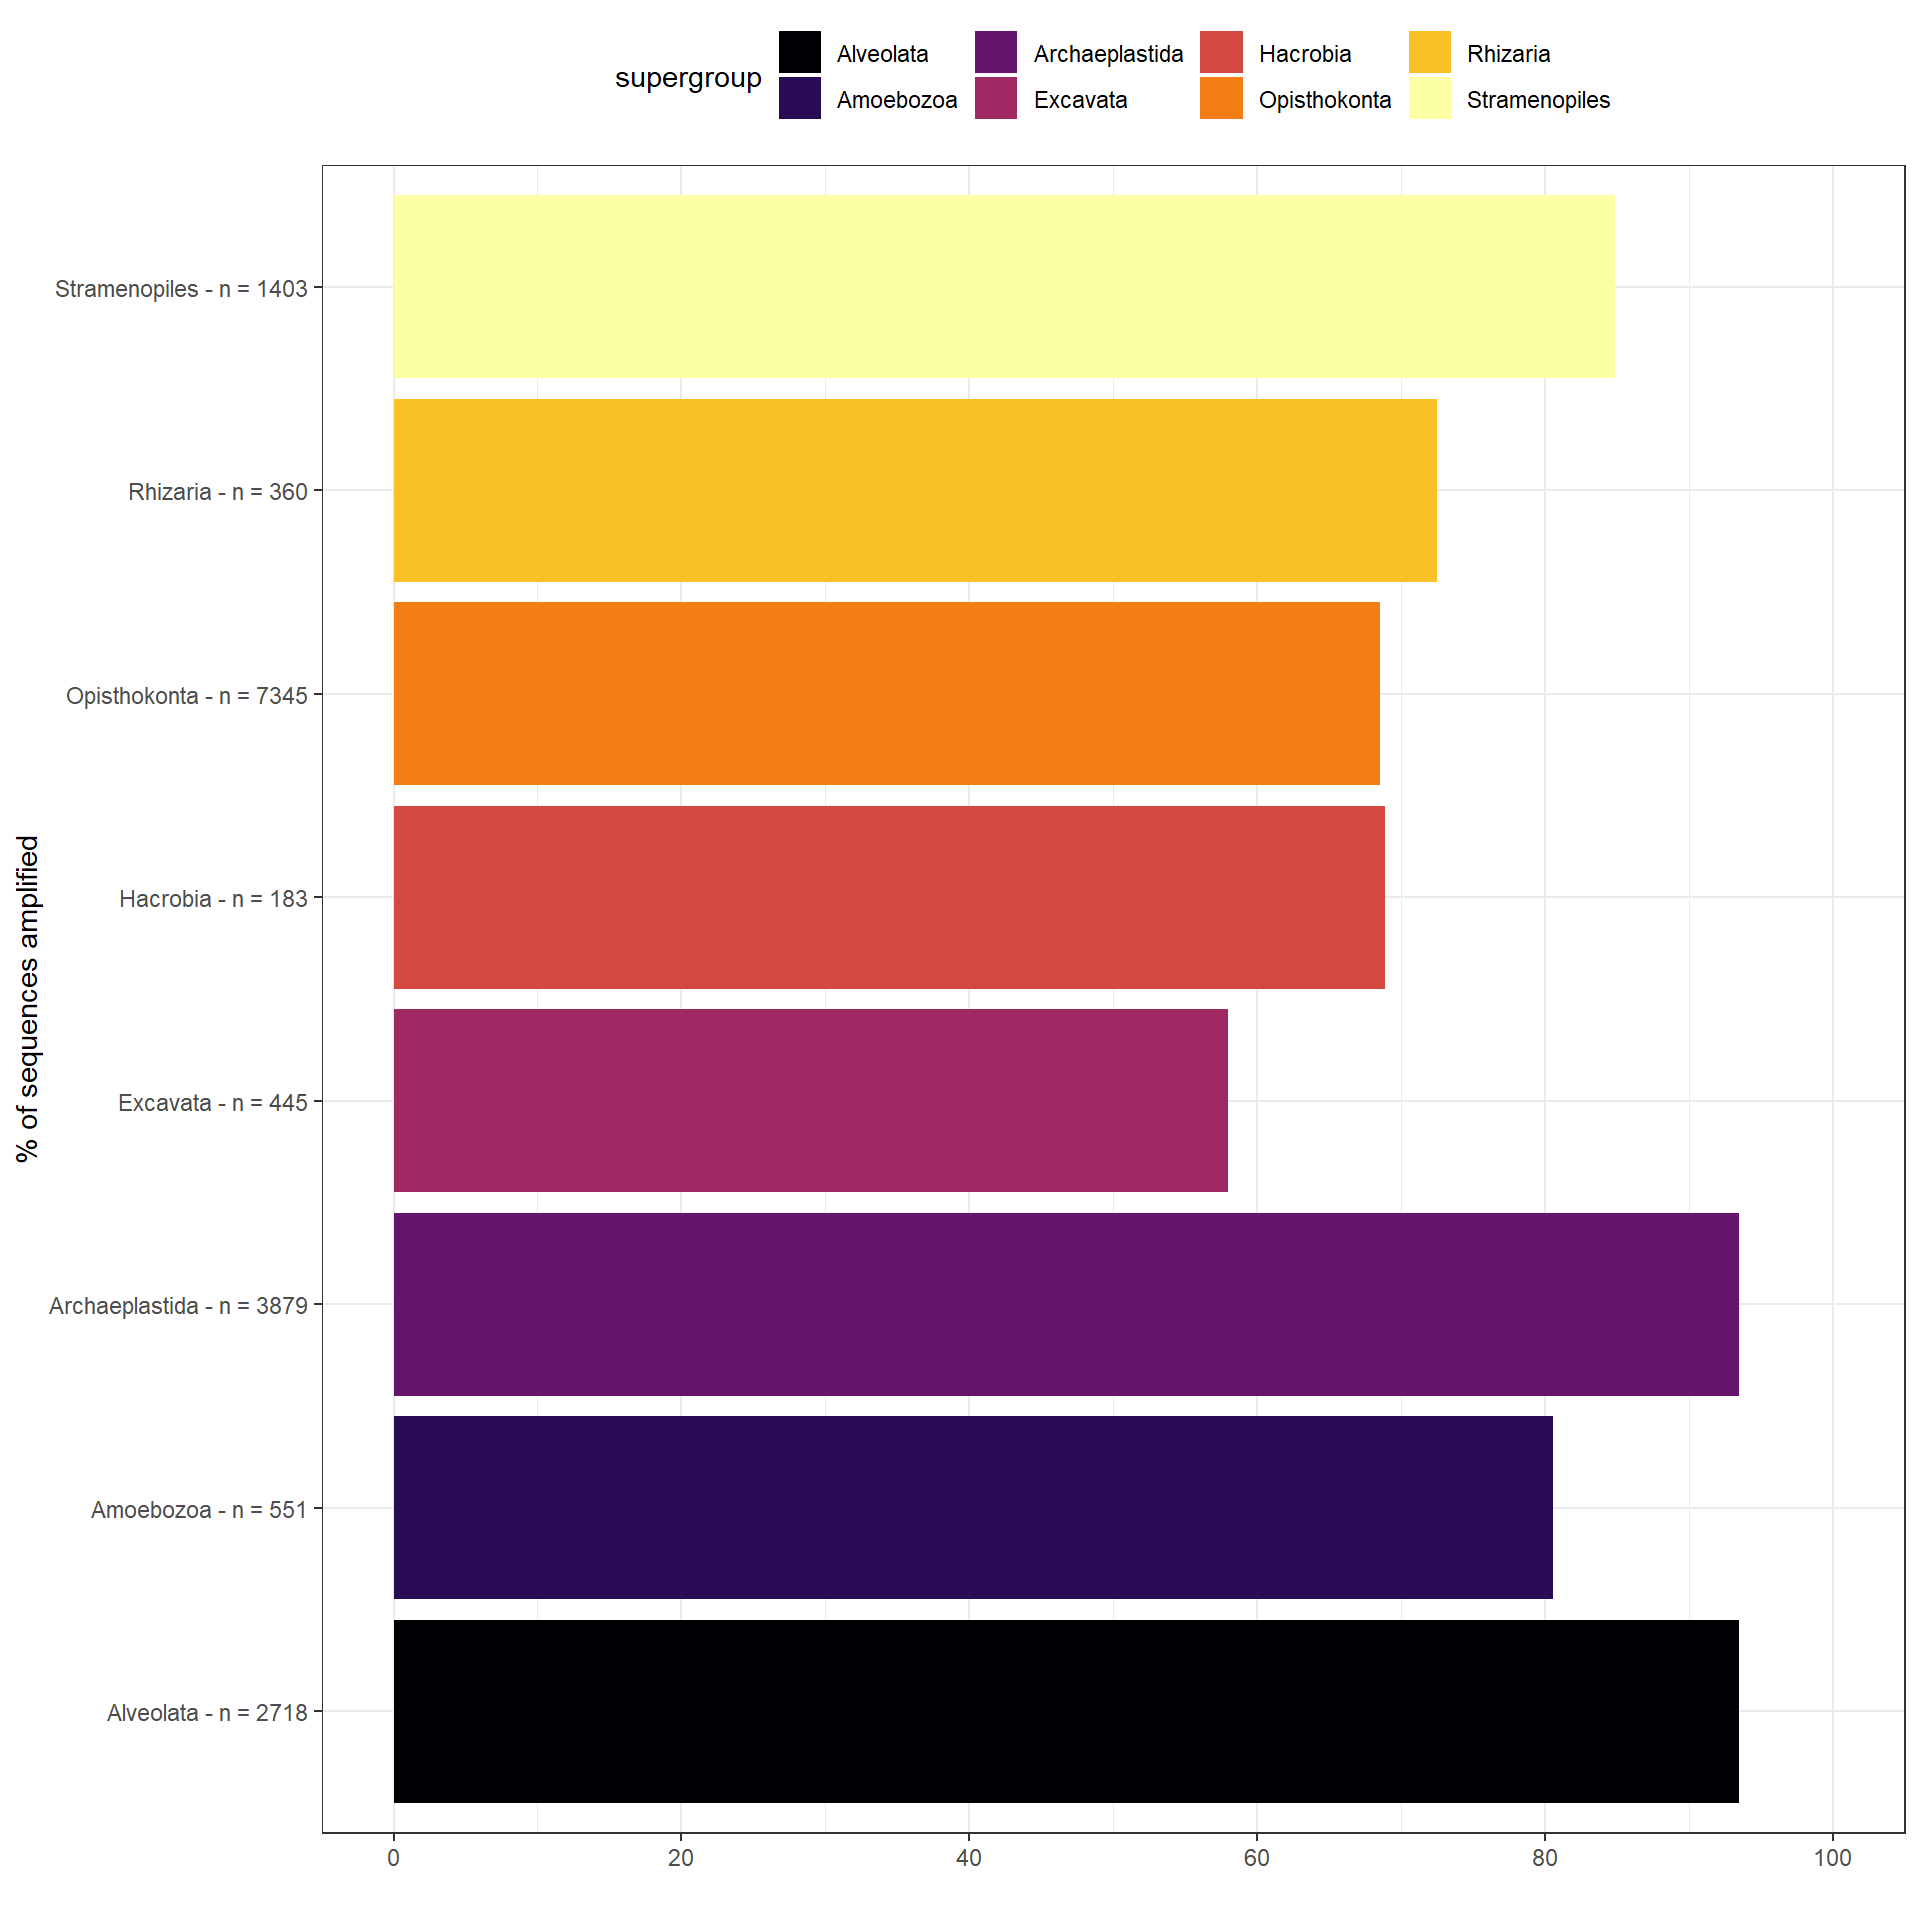 supergroup
Alveolata Archaeplastida Hacrobia Rhizaria
Amoebozoa Excavata Opisthokonta Stramenopiles
% of sequences amplified
Stramenopiles - n = 1403
Rhizaria - n = 360
Opisthokonta - n = 7345
Hacrobia - n = 183
Excavata - n = 445
Archaeplastida - n = 3879
Amoebozoa - n = 551
Alveolata - n = 2718
0 20 40 60 80 100